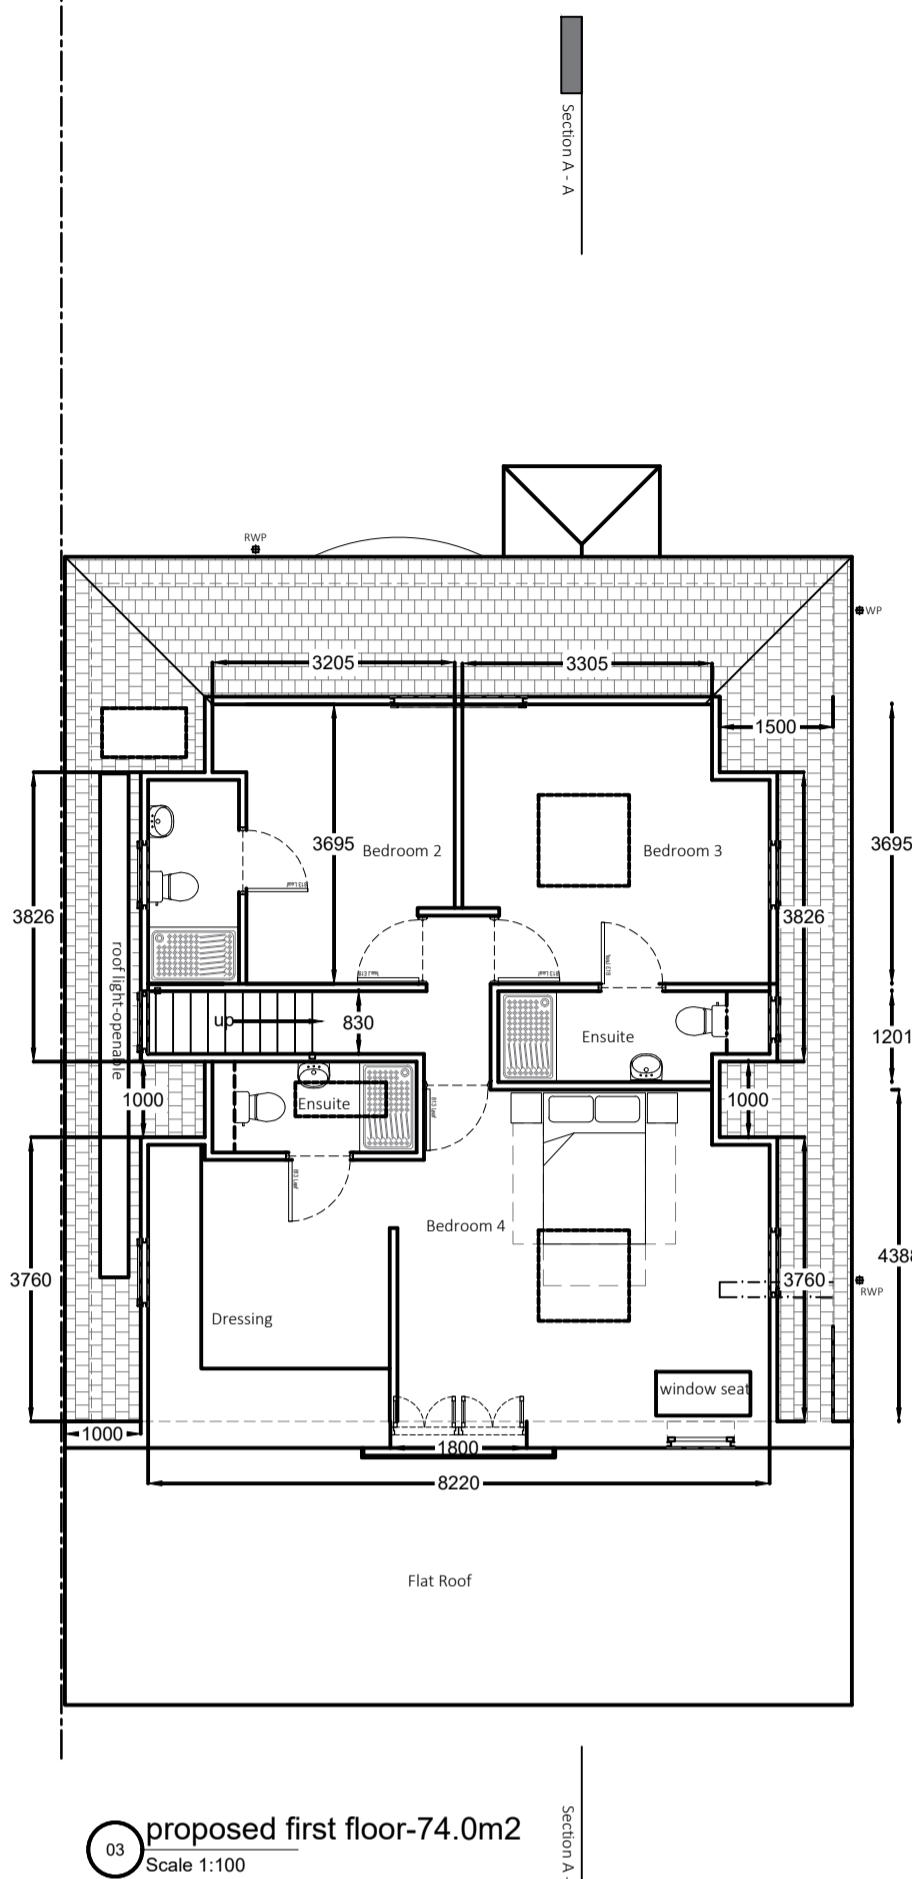 Section A - A
RWP
WP
3205
3305
1500
3695
Bedroom 2
Bedroom 3
3695
3826
3826
roof light-openable
up
830
Ensuite
1201
Ensuite
1000
1000
Bedroom 4
4388
3760
3760
RWP
Dressing
window seat
1000
1800
8220
Flat Roof
Section A -
03
proposed first floor-74.0m2
Scale 1:100